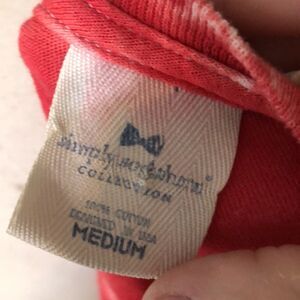 simply southern®
COLLECTION
100% COTTON
DESIGNED IN USA
MEDIUM